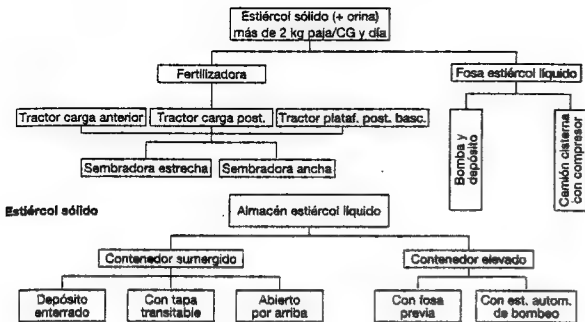 Estiércol sólido (+ orina)
más de 2 kg paja/CG y día
Fertilizadora
Fosa estiércol líquido
Tractor carga anterior
Tractor carga post.
Tractor plataf. post. basc.
Bomba y
depósito
Camión cisterna
con compresor
Sembradora estrecha
Sembradora ancha
Estiércol sólido
Almacén estiércol líquido
Contenedor sumergido
Contenedor elevado
Depósito
enterrado
Con tapa
transitable
Abierto
por arriba
Con fosa
previa
Con est. autom.
de bombeo